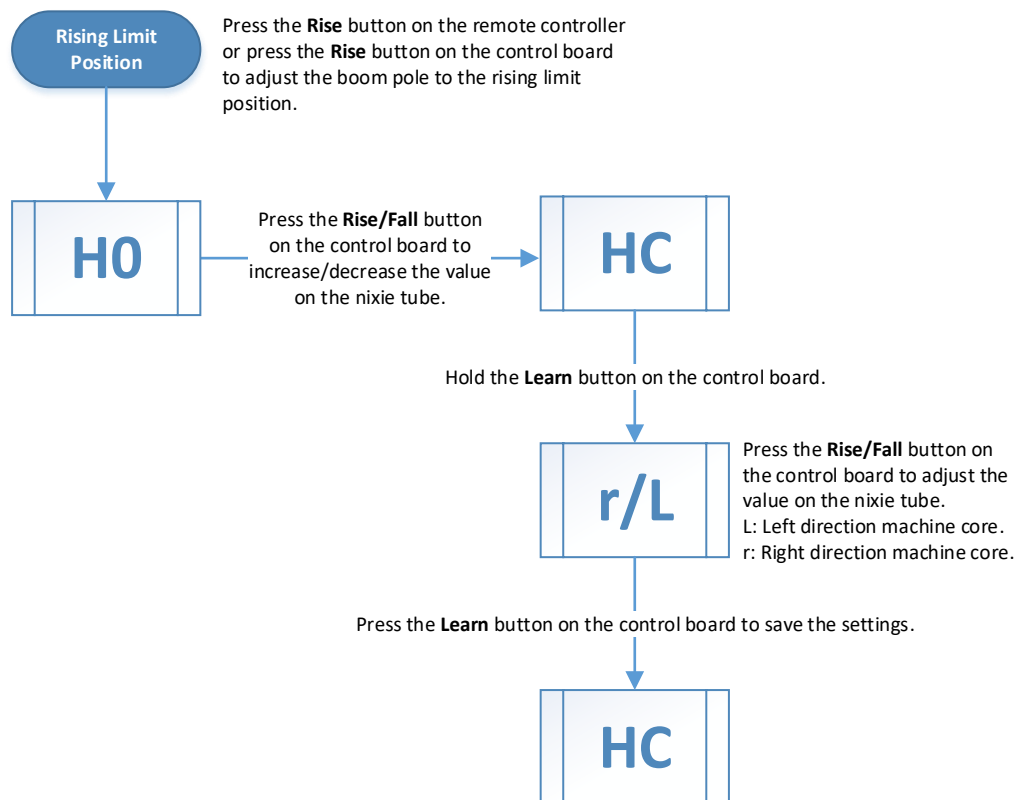 Rising Limit
Position
Press the Rise button on the remote controller
or press the Rise button on the control board
to adjust the boom pole to the rising limit
position.
H0
Press the Rise/Fall button
on the control board to
increase/decrease the value
on the nixie tube.
HC
Hold the Learn button on the control board.
r/L
Press the Rise/Fall button on
the control board to adjust the
value on the nixie tube.
L: Left direction machine core.
r: Right direction machine core.
Press the Learn button on the control board to save the settings.
HC